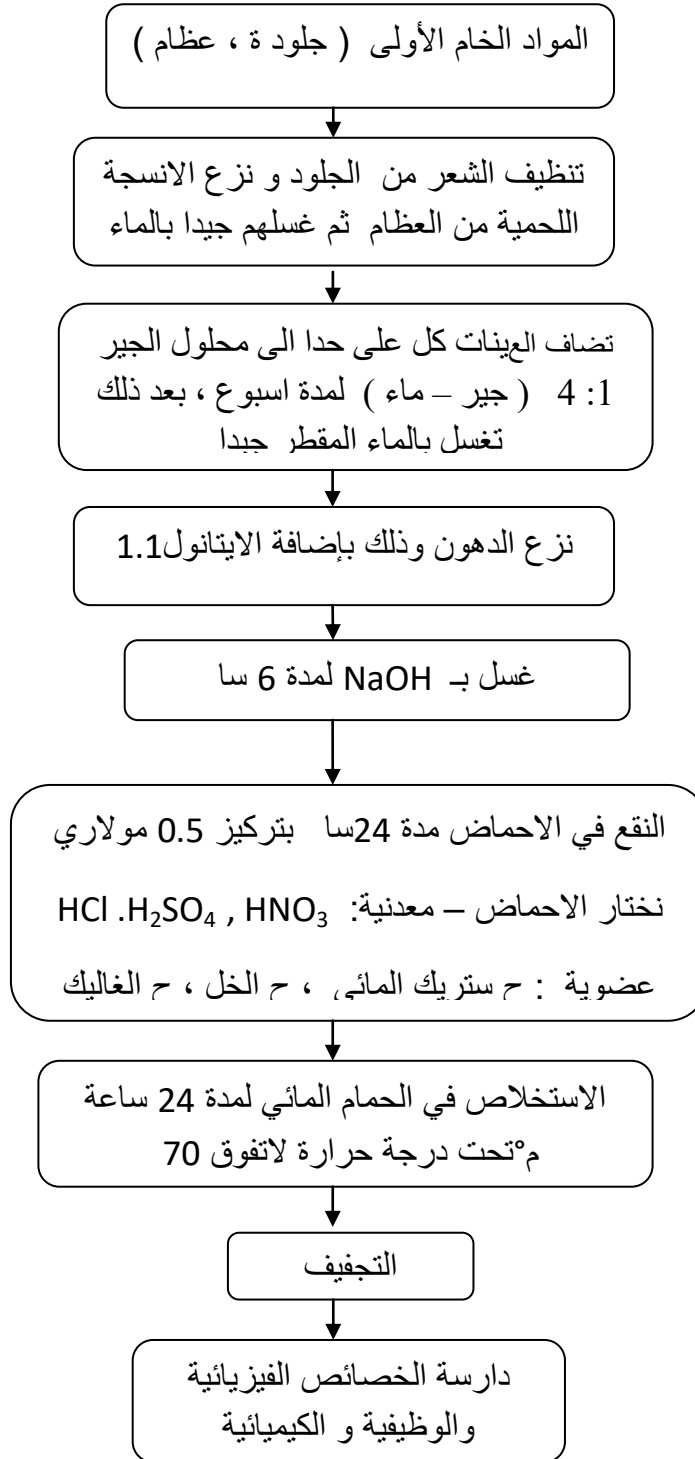 المواد الخام الأولى ( جلود ة ، عظام )
تنظيف الشعر من الجلود و نزع الانسجة
اللحمية من العظام ثم غسلهم جيدا بالماء
تضاف العينات كل على حدا الى محلول الجير
1: 4 ( جير – ماء ) لمدة اسبوع ، بعد ذلك
تغسل بالماء المقطر جيدا
نزع الدهون وذلك بإضافة الايتانول1.1
غسل بـ NaOH لمدة 6 سا
النقع في الاحماض مدة 24سا بتركيز 0.5 مولاري
نختار الاحماض – معدنية: HCl .H₂SO₄ , HNO₃
عضوية : ح ستريك المائي ، ح الخل ، ح الغاليك
الاستخلاص في الحمام المائي لمدة 24 ساعة
م°تحت درجة حرارة لاتفوق 70
التجفيف
دارسة الخصائص الفيزيائية
والوظيفية و الكيميائية